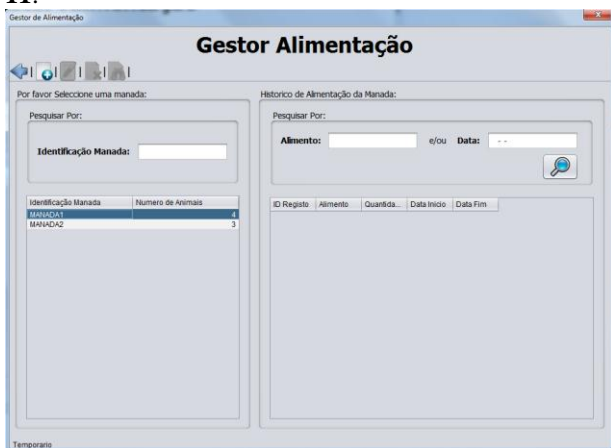 II.
Gestor de Alimentação
Gestor Alimentação
Por favor Seleccione uma manada:
Pesquisar Por:
Identificação Manada:
Identificação Manada Numero de Animais
MANADA1 4
MANADA2 3
Historico de Alimentação da Manada:
Pesquisar Por:
Alimento: e/ou Data: - -
ID Registo Alimento Quantida... Data Inicio Data Fim
Temporario